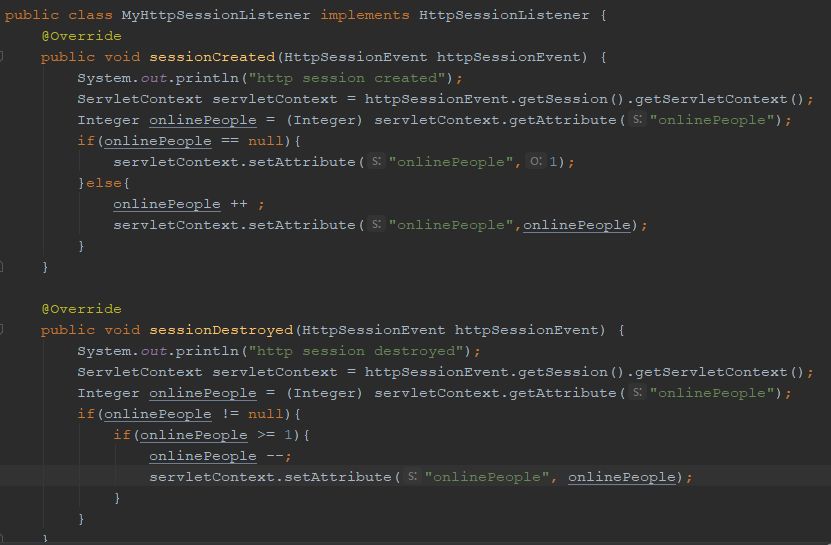 public class MyHttpSessionListener implements HttpSessionListener {
    @Override
    public void sessionCreated(HttpSessionEvent httpSessionEvent) {
        System.out.println("http session created");
        ServletContext servletContext = httpSessionEvent.getSession().getServletContext();
        Integer onlinePeople = (Integer) servletContext.getAttribute( s: "onlinePeople");
        if(onlinePeople == null){
            servletContext.setAttribute( s: "onlinePeople", o: 1);
        }else{
            onlinePeople ++ ;
            servletContext.setAttribute( s: "onlinePeople",onlinePeople);
        }
    }

    @Override
    public void sessionDestroyed(HttpSessionEvent httpSessionEvent) {
        System.out.println("http session destroyed");
        ServletContext servletContext = httpSessionEvent.getSession().getServletContext();
        Integer onlinePeople = (Integer) servletContext.getAttribute( s: "onlinePeople");
        if(onlinePeople != null){
            if(onlinePeople >= 1){
                onlinePeople --;
                servletContext.setAttribute( s: "onlinePeople", onlinePeople);
            }
        }
    }